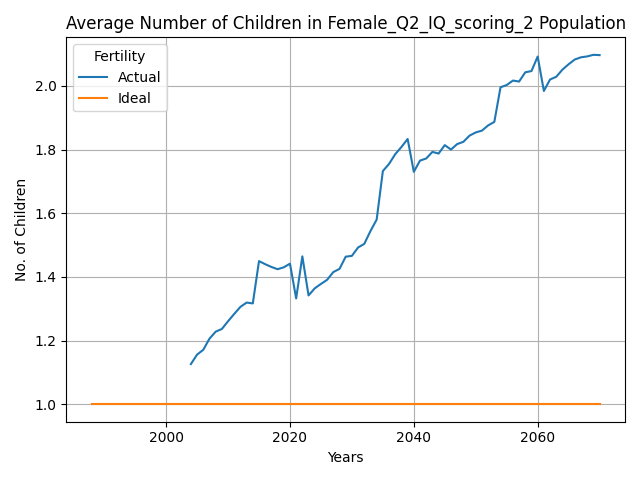 Average Number of Children in Female_Q2_IQ_scoring_2 Population
Fertility
Actual
Ideal
No. of Children
2.0
1.8
1.6
1.4
1.2
1.0
2000 2020 2040 2060
Years